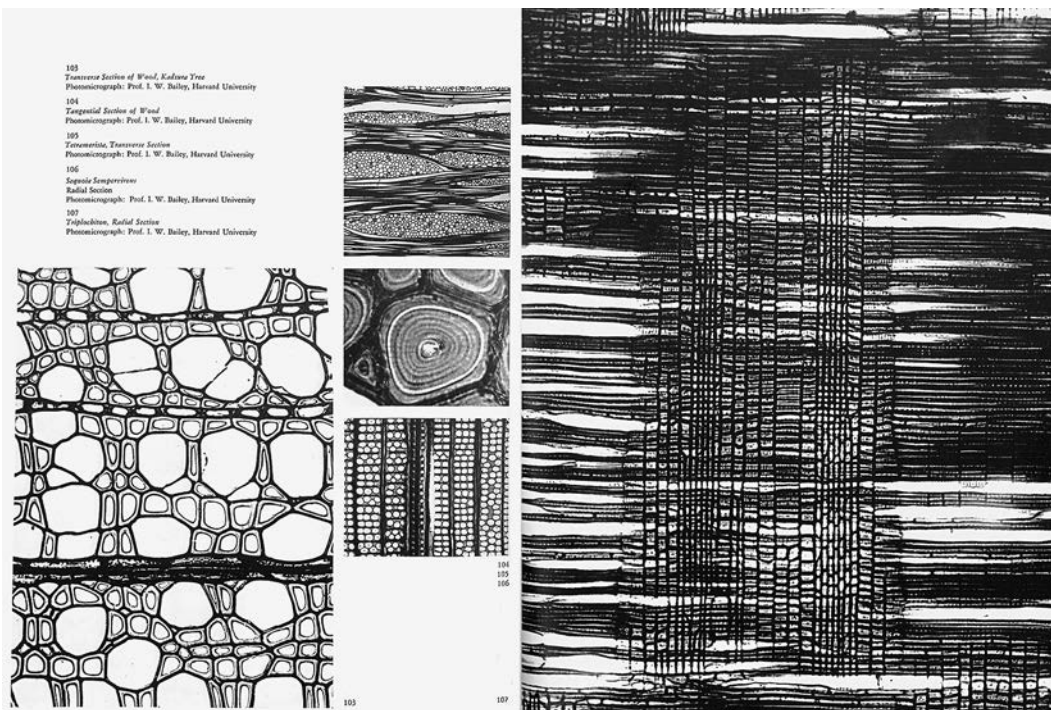 103
Transverse Section of Wood, Kadzura Tree
Photomicrograph: Prof. I. W. Bailey, Harvard University
104
Tangential Section of Wood
Photomicrograph: Prof. I. W. Bailey, Harvard University
105
Tetramerista, Transverse Section
Photomicrograph: Prof. I. W. Bailey, Harvard University
106
Sequoia Sempervirens
Radial Section
Photomicrograph: Prof. I. W. Bailey, Harvard University
107
Triplochiton, Radial Section
Photomicrograph: Prof. I. W. Bailey, Harvard University
104
105
106
103
107